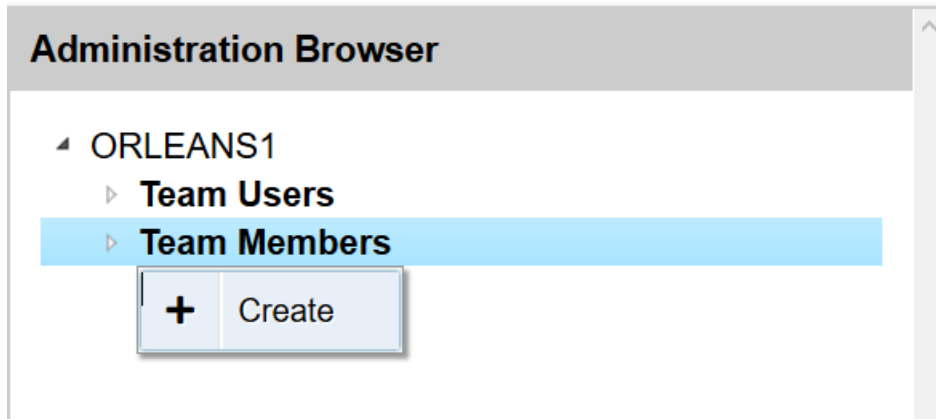 Administration Browser
ORLEANS1
Team Users
Team Members
Create